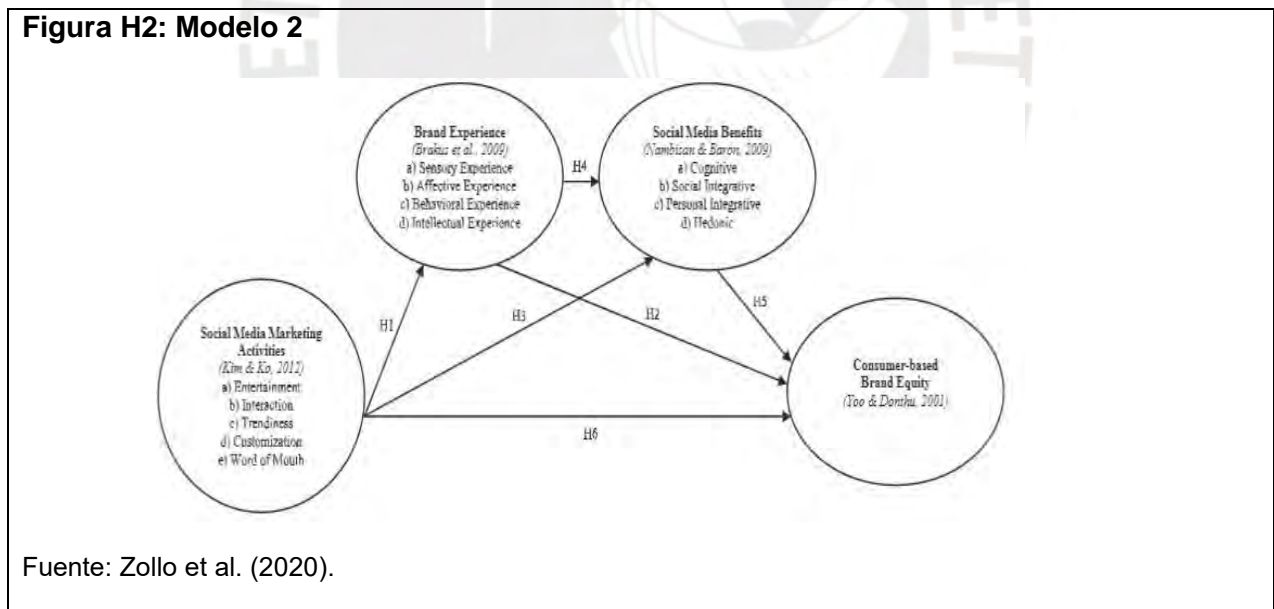 Figura H2: Modelo 2
Brand Experience
(Brakus et al., 2009)
a) Sensory Experience
b) Affective Experience
c) Behavioral Experience
d) Intellectual Experience
H4
Social Media Benefits
(Nambisan & Baron, 2009)
a) Cognitive
b) Social Integrative
c) Personal Integrative
d) Hedonic
H1
H3
H2
H5
Social Media Marketing
Activities
(Kim & Ko, 2012)
a) Entertainment
b) Interaction
c) Trendiness
d) Customization
e) Word of Mouth
Consumer-based
Brand Equity
(Yoo & Donthu, 2001)
H6
Fuente: Zollo et al. (2020).